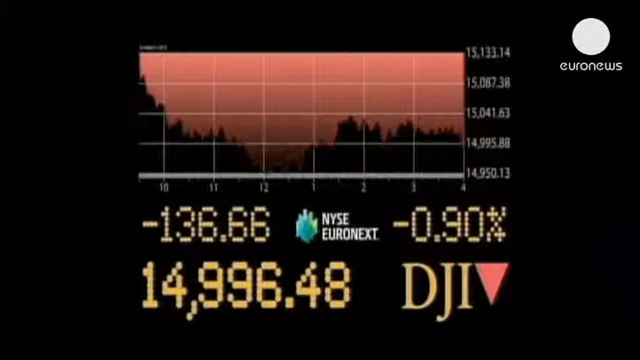 euronews
15,133.14
15,087.38
15,041.63
14,995.88
14,950.13
10 11 12 1 2 3 4
-136.66 NYSE EURONEXT -0.90%
14,996.48 DJI